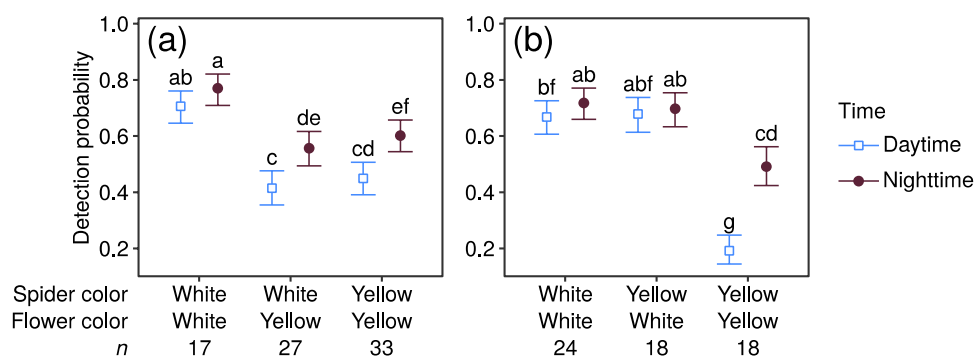 (a)
(b)
Detection probability
1.0
0.8
0.6
0.4
0.2
ab
a
c
de
cd
ef
1.0
0.8
0.6
0.4
0.2
bf
ab
abf
ab
g
cd
Time
Daytime
Nighttime
Spider color White White Yellow White Yellow Yellow
Flower color White Yellow Yellow White White Yellow
n 17 27 33 24 18 18